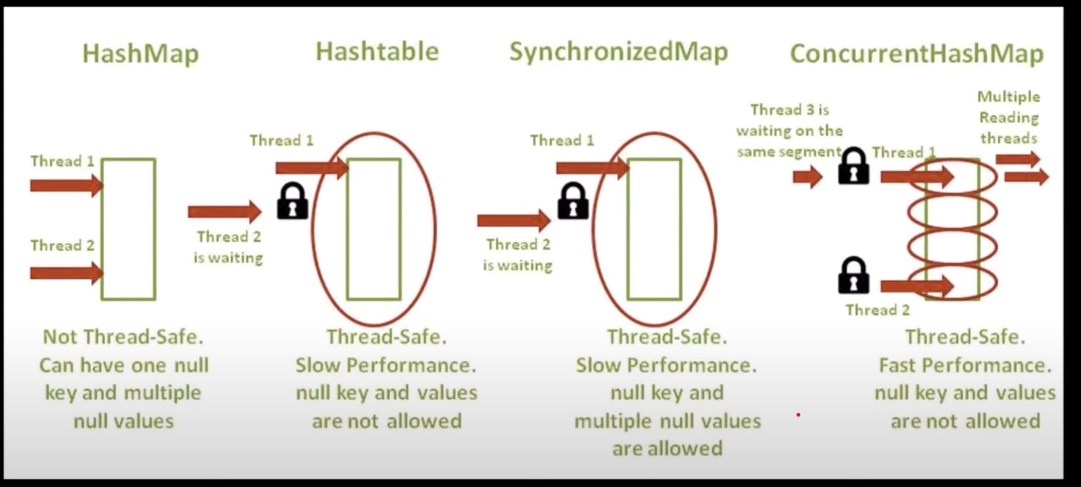 HashMap
Thread 1
Thread 2
Not Thread-Safe.
Can have one null
key and multiple
null values
Hashtable
Thread 1
Thread 2
is waiting
Thread-Safe.
Slow Performance.
null key and values
are not allowed
SynchronizedMap
Thread 1
Thread 2
is waiting
Thread-Safe.
Slow Performance.
null key and
multiple null values
are allowed
ConcurrentHashMap
Thread 3 is
waiting on the
same segment
Thread 1
Multiple
Reading
threads
Thread 2
Thread-Safe.
Fast Performance.
null key and values
are not allowed